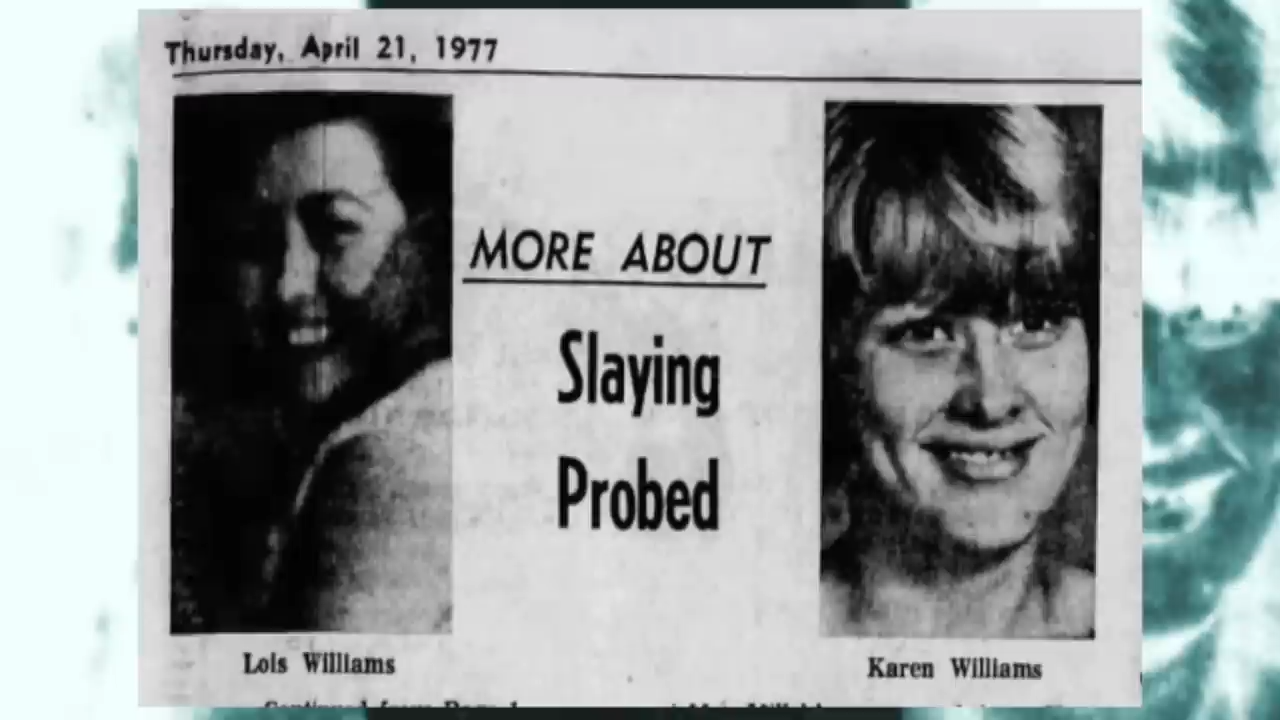 Thursday, April 21, 1977
MORE ABOUT
Slaying
Probed
Lois Williams
Karen Williams